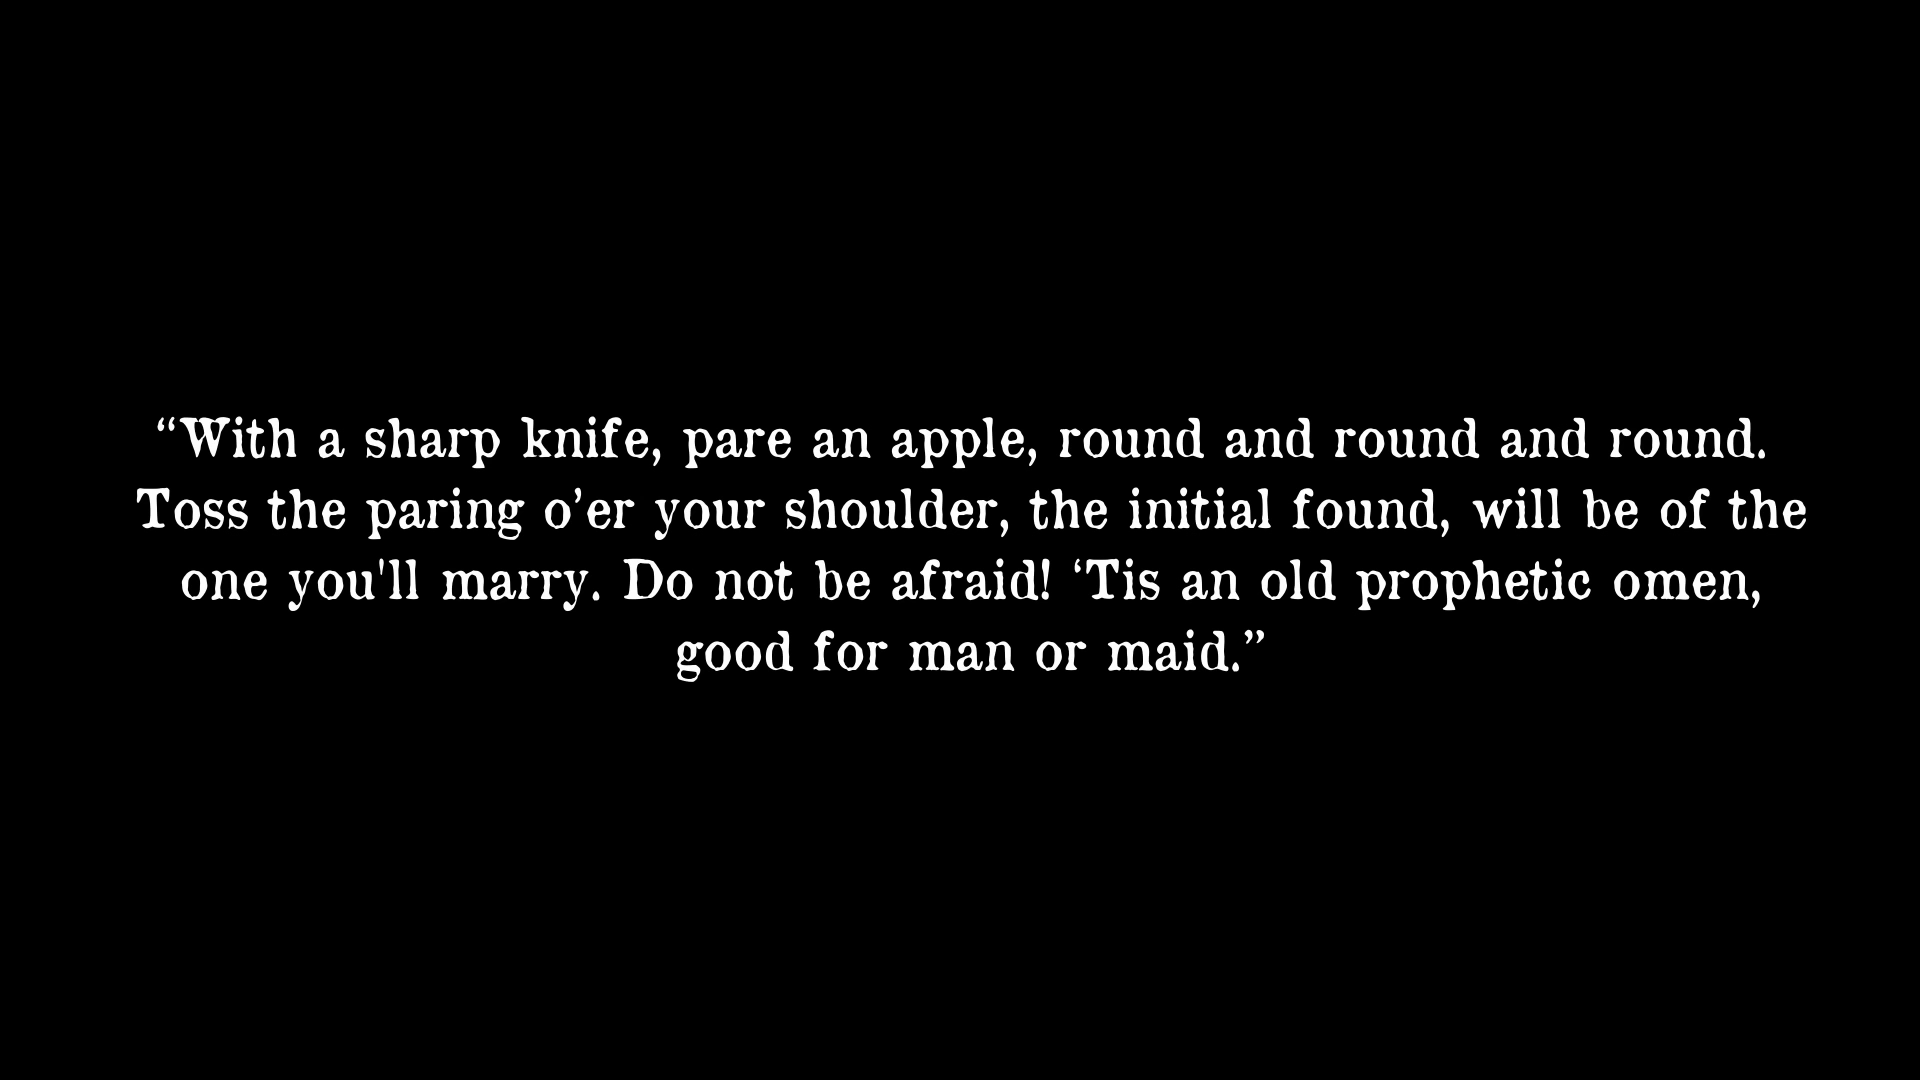 “With a sharp knife, pare an apple, round and round and round.
Toss the paring o’er your shoulder, the initial found, will be of the
one you'll marry. Do not be afraid! ‘Tis an old prophetic omen,
good for man or maid.”